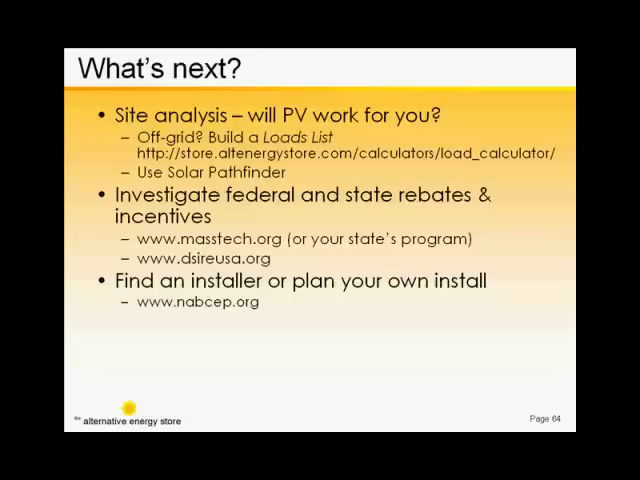 What's next?
• Site analysis – will PV work for you?
– Off-grid? Build a Loads List
http://store.altenergystore.com/calculators/load_calculator/
– Use Solar Pathfinder
• Investigate federal and state rebates &
incentives
– www.masstech.org (or your state's program)
– www.dsireusa.org
• Find an installer or plan your own install
– www.nabcep.org
the alternative energy store
Page 64